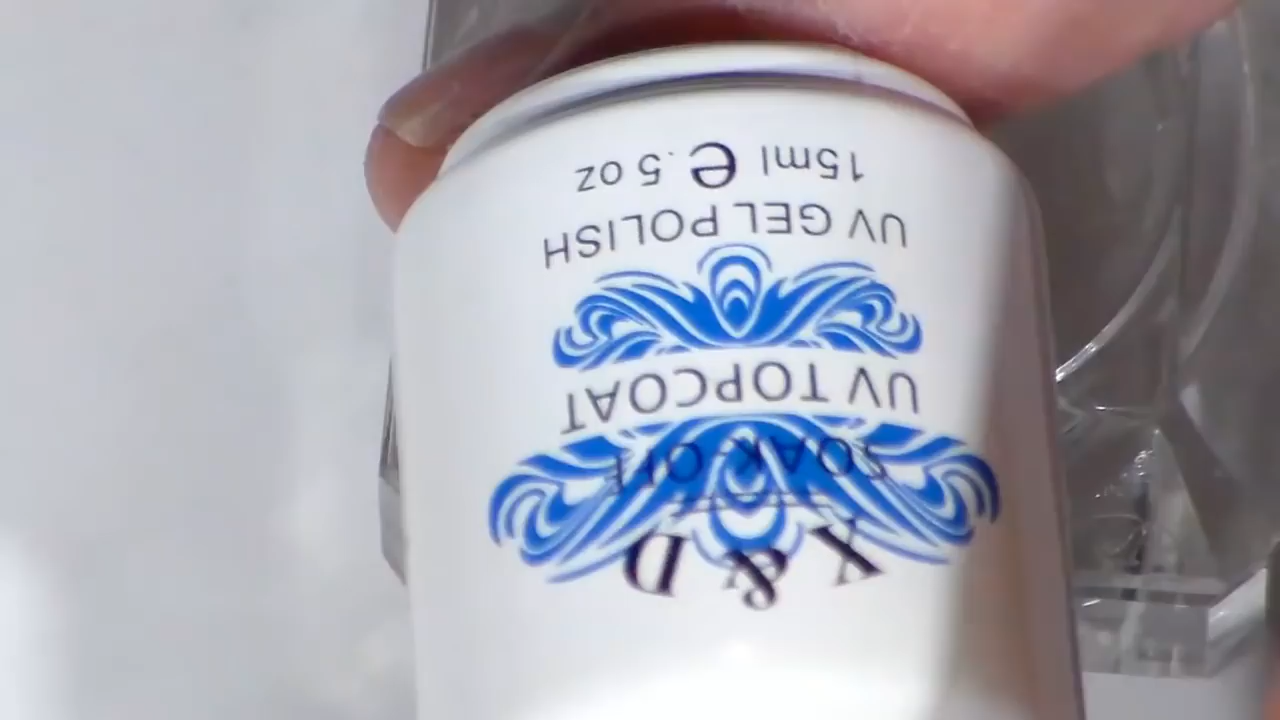 X & D
SOAK-OFF
UV TOPCOAT
UV GEL POLISH
15ml e .5 oz